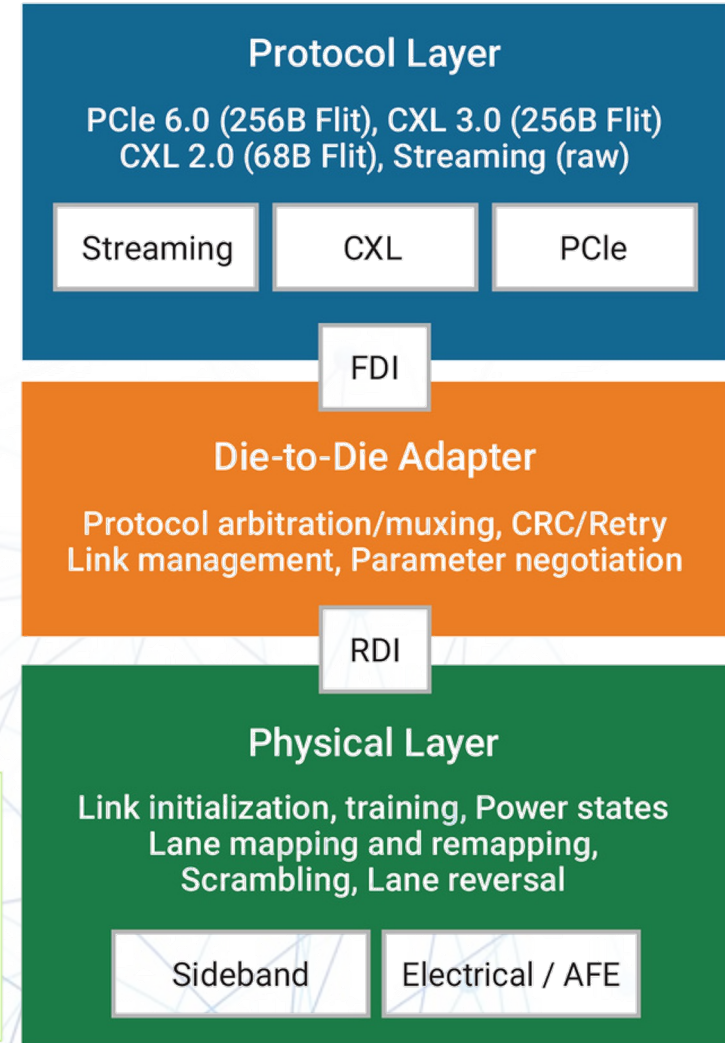 Protocol Layer
PCIe 6.0 (256B Flit), CXL 3.0 (256B Flit)
CXL 2.0 (68B Flit), Streaming (raw)
Streaming
CXL
PCIe
FDI
Die-to-Die Adapter
Protocol arbitration/muxing, CRC/Retry
Link management, Parameter negotiation
RDI
Physical Layer
Link initialization, training, Power states
Lane mapping and remapping,
Scrambling, Lane reversal
Sideband
Electrical / AFE